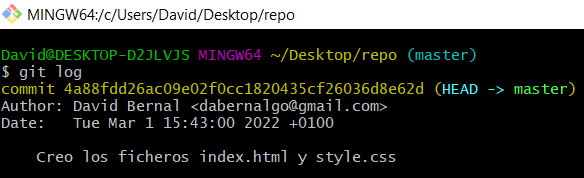 MINGW64:/c/Users/David/Desktop/repo
David@DESKTOP-D2JLVJS MINGW64 ~/Desktop/repo (master)
$ git log
commit 4a88fdd26ac09e02f0cc1820435cf26036d8e62d (HEAD -> master)
Author: David Bernal <dabernalgo@gmail.com>
Date:   Tue Mar 1 15:43:00 2022 +0100
Creo los ficheros index.html y style.css